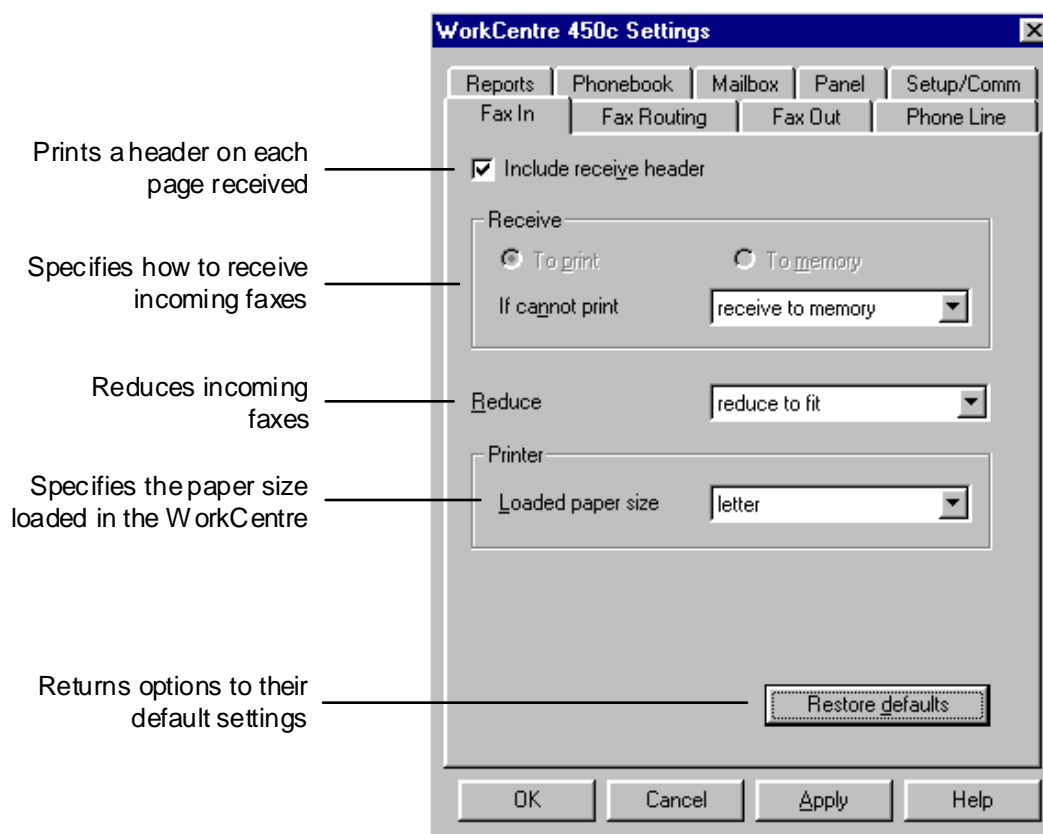 WorkCentre 450c Settings
Reports Phonebook Mailbox Panel Setup/Comm
Fax In Fax Routing Fax Out Phone Line
Prints a header on each
page received
Include receive header
Receive
To print To memory
Specifies how to receive
incoming faxes
If cannot print receive to memory
Reduces incoming
faxes
Reduce reduce to fit
Printer
Specifies the paper size
loaded in the WorkCentre
Loaded paper size letter
Returns options to their
default settings
Restore defaults
OK Cancel Apply Help